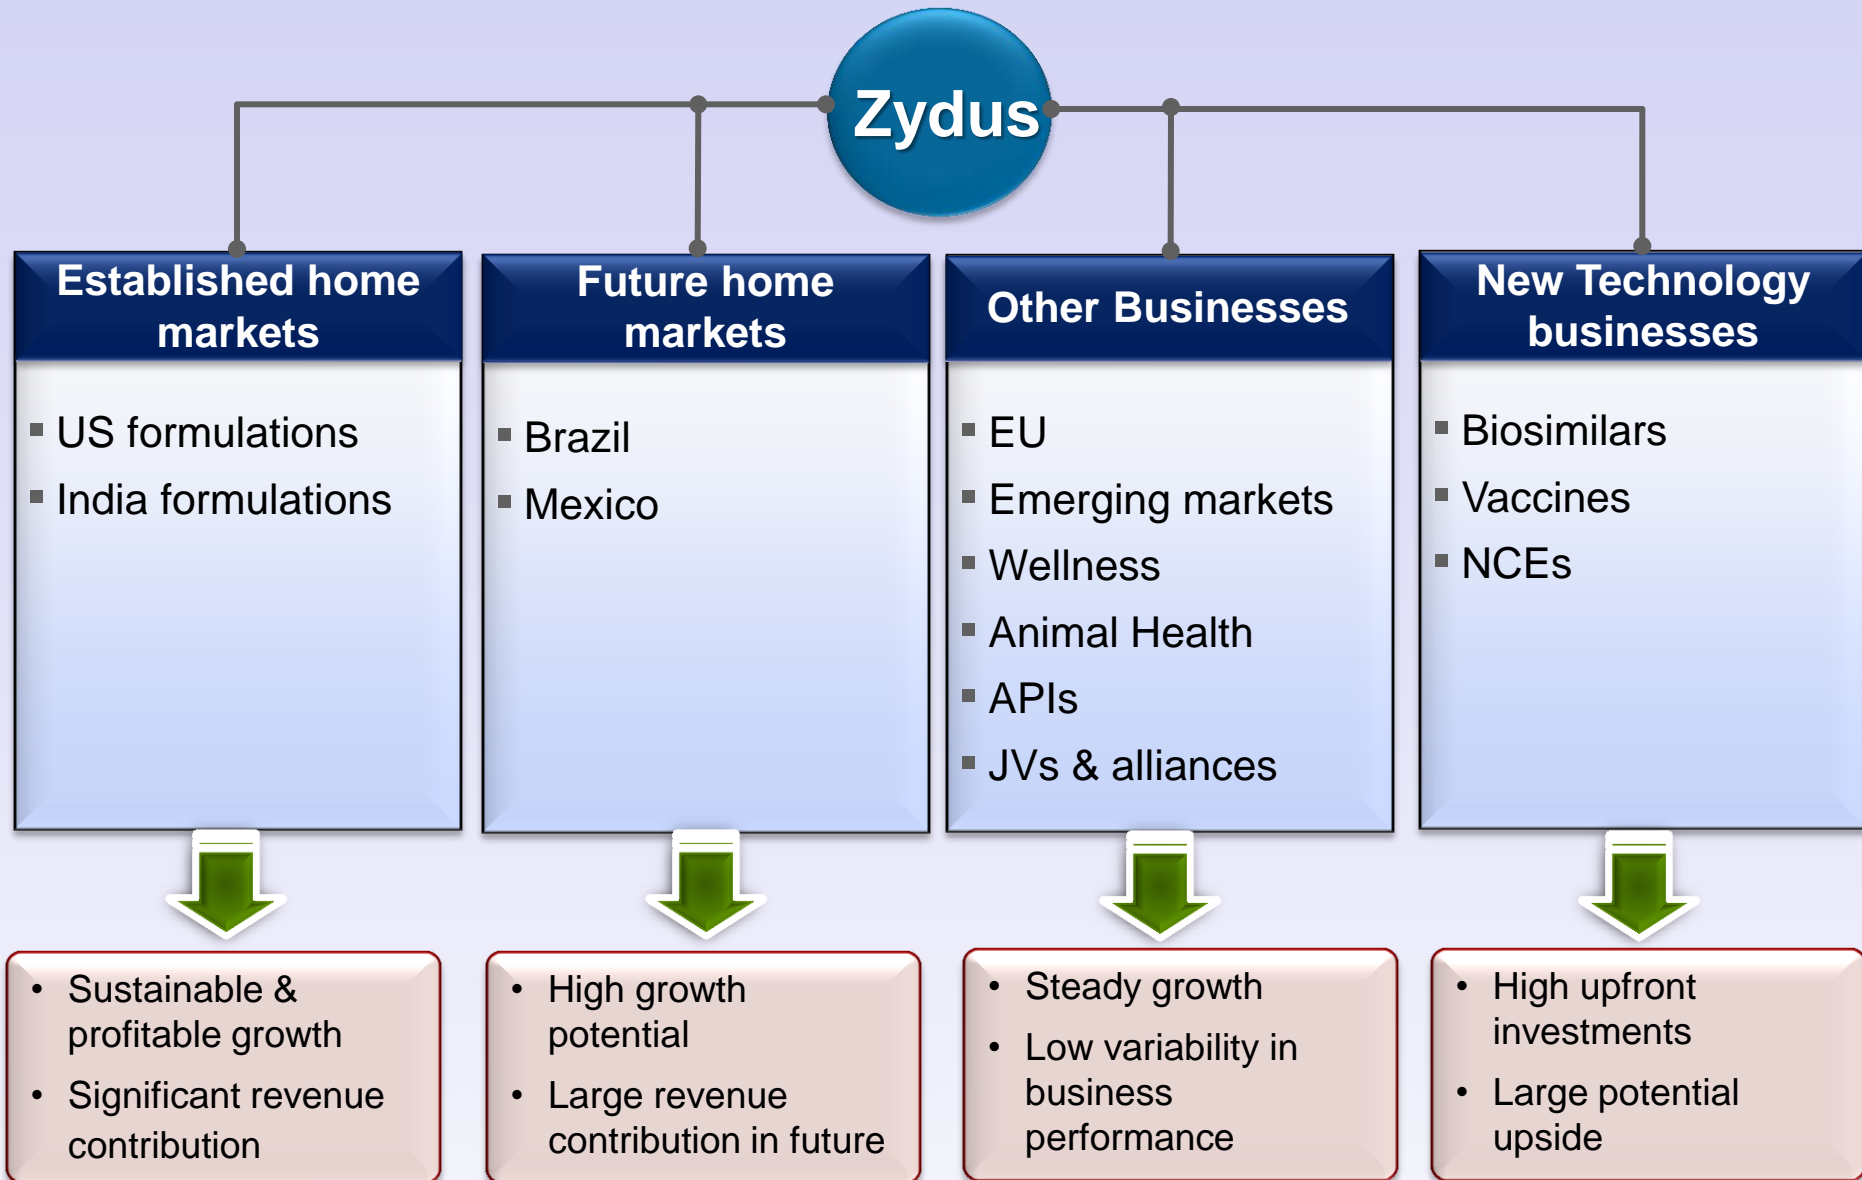 Zydus
Established home
markets
US formulations
India formulations
Sustainable &
profitable growth
Significant revenue
contribution
Future home
markets
Brazil
Mexico
High growth
potential
Large revenue
contribution in future
Other Businesses
EU
Emerging markets
Wellness
Animal Health
APIs
JVs & alliances
Steady growth
Low variability in
business
performance
New Technology
businesses
Biosimilars
Vaccines
NCEs
High upfront
investments
Large potential
upside